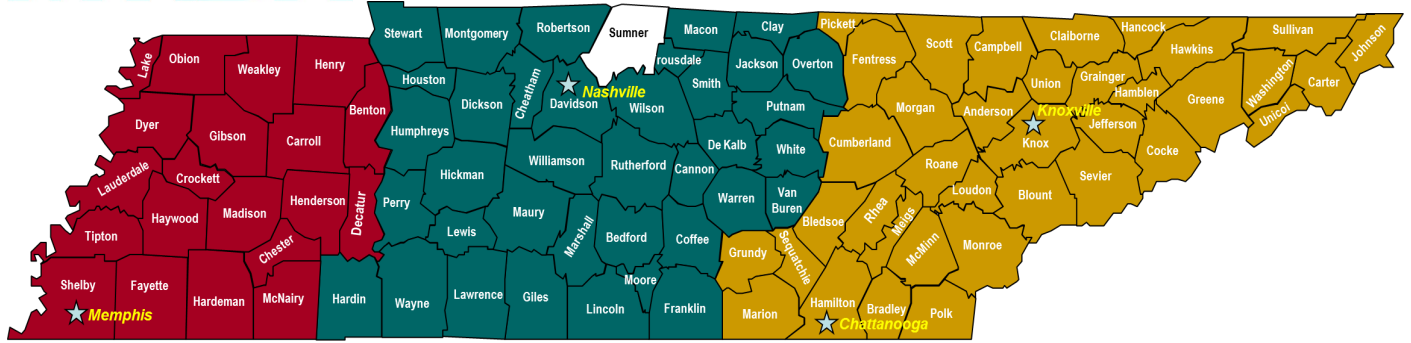 Lake
Obion
Weakley
Henry
Benton
Dyer
Gibson
Carroll
Lauderdale
Crockett
Haywood
Madison
Henderson
Decatur
Tipton
Chester
Shelby
Fayette
Hardeman
McNairy
Memphis
Stewart
Montgomery
Robertson
Sumner
Macon
Clay
rousdale
Jackson
Overton
Houston
Dickson
Cheatham
Davidson
Nashville
Wilson
Smith
Putnam
Humphreys
Williamson
Rutherford
Cannon
De Kalb
White
Hickman
Perry
Maury
Lewis
Marshall
Bedford
Coffee
Warren
Van
Buren
Hardin
Wayne
Lawrence
Giles
Lincoln
Moore
Franklin
Pickett
Fentress
Scott
Campbell
Claiborne
Hancock
Hawkins
Sullivan
Johnson
Union
Grainger
Hamblen
Greene
Washington
Carter
Unicoi
Morgan
Anderson
Knoxville
Knox
Jefferson
Cocke
Cumberland
Roane
Loudon
Blount
Sevier
Bledsoe
Rhea
Meigs
McMinn
Monroe
Grundy
Sequatchie
Marion
Hamilton
Bradley
Polk
Chattanooga